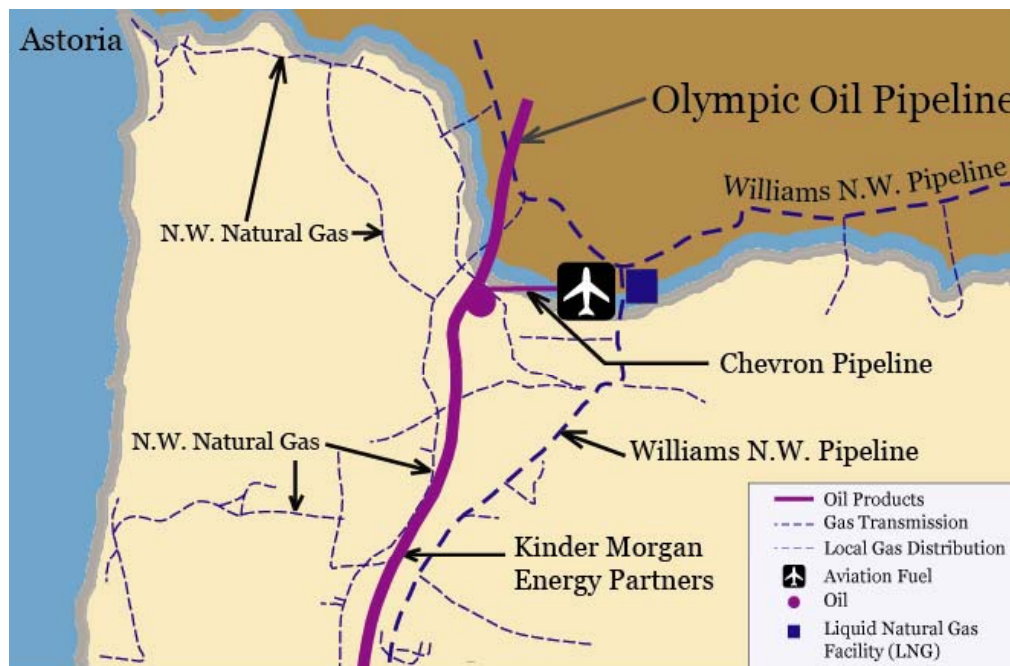 Astoria
Olympic Oil Pipeline
Williams N.W. Pipeline
N.W. Natural Gas
Chevron Pipeline
N.W. Natural Gas
Williams N.W. Pipeline
Kinder Morgan
Energy Partners
Oil Products
Gas Transmission
Local Gas Distribution
Aviation Fuel
Oil
Liquid Natural Gas
Facility (LNG)